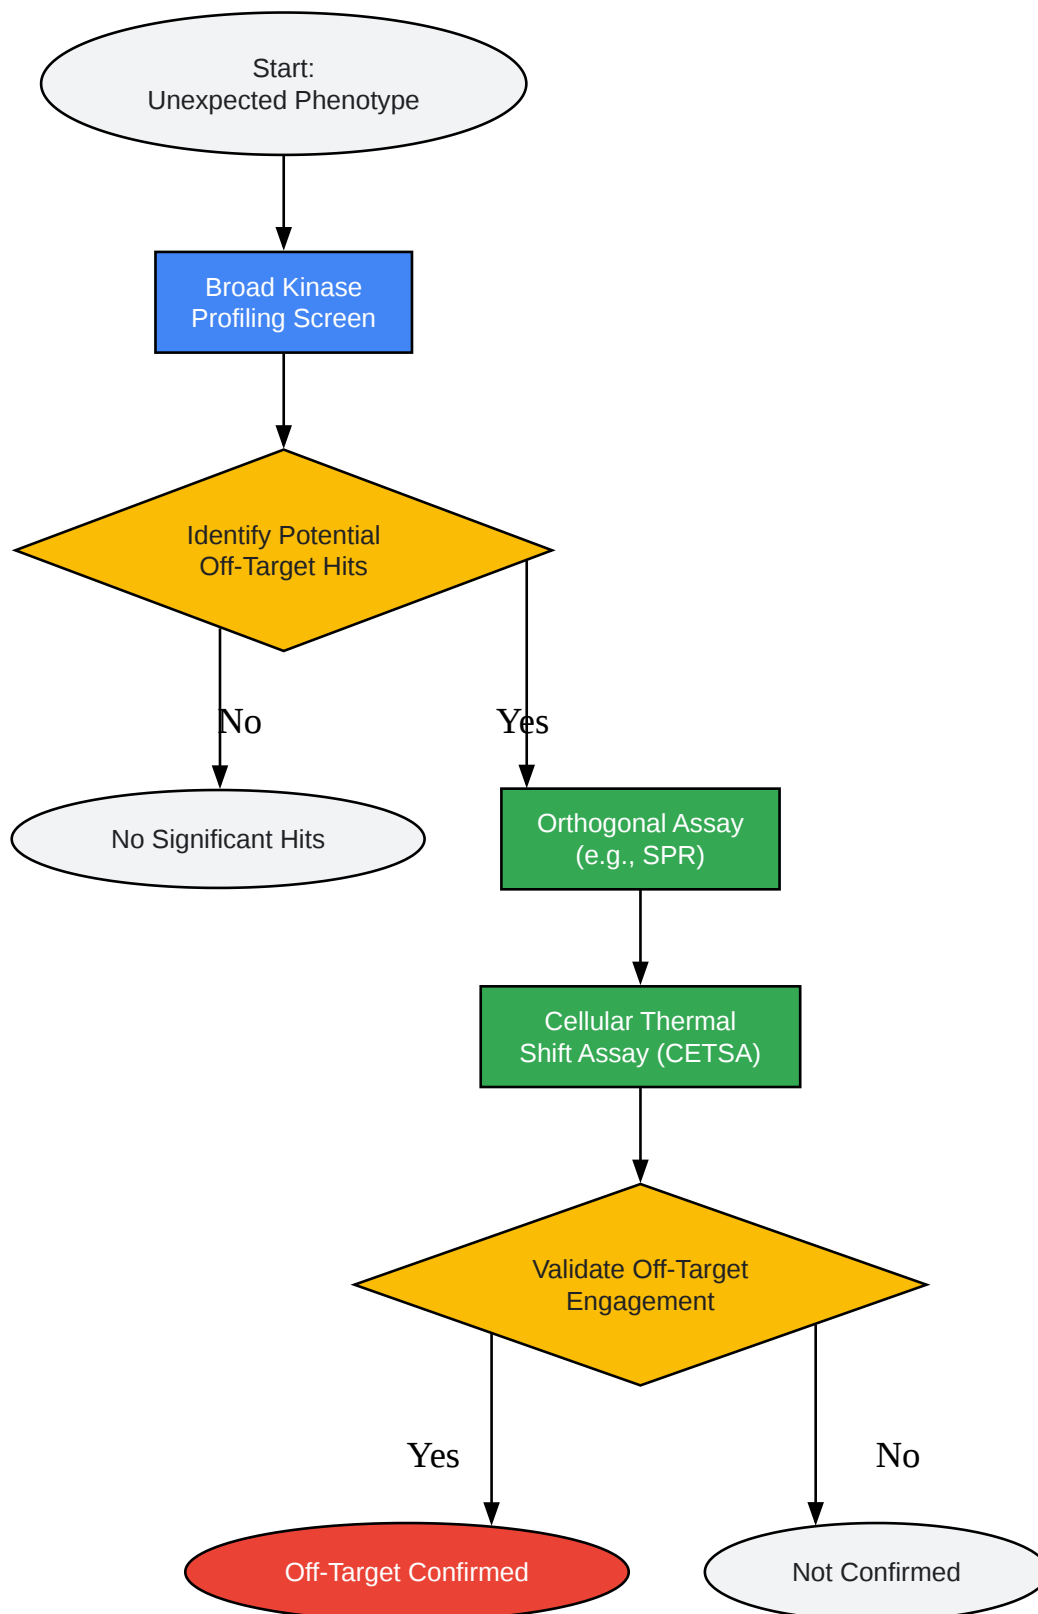 Start:
Unexpected Phenotype
Broad Kinase
Profiling Screen
Identify Potential
Off-Target Hits
No
Yes
No Significant Hits
Orthogonal Assay
(e.g., SPR)
Cellular Thermal
Shift Assay (CETSA)
Validate Off-Target
Engagement
Yes
No
Off-Target Confirmed
Not Confirmed